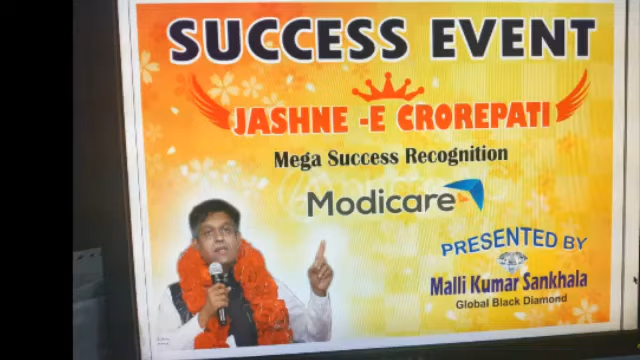 SUCCESS EVENT
JASHNE -E CROREPATI
Mega Success Recognition
Modicare
PRESENTED BY
Malli Kumar Sankhala
Global Black Diamond